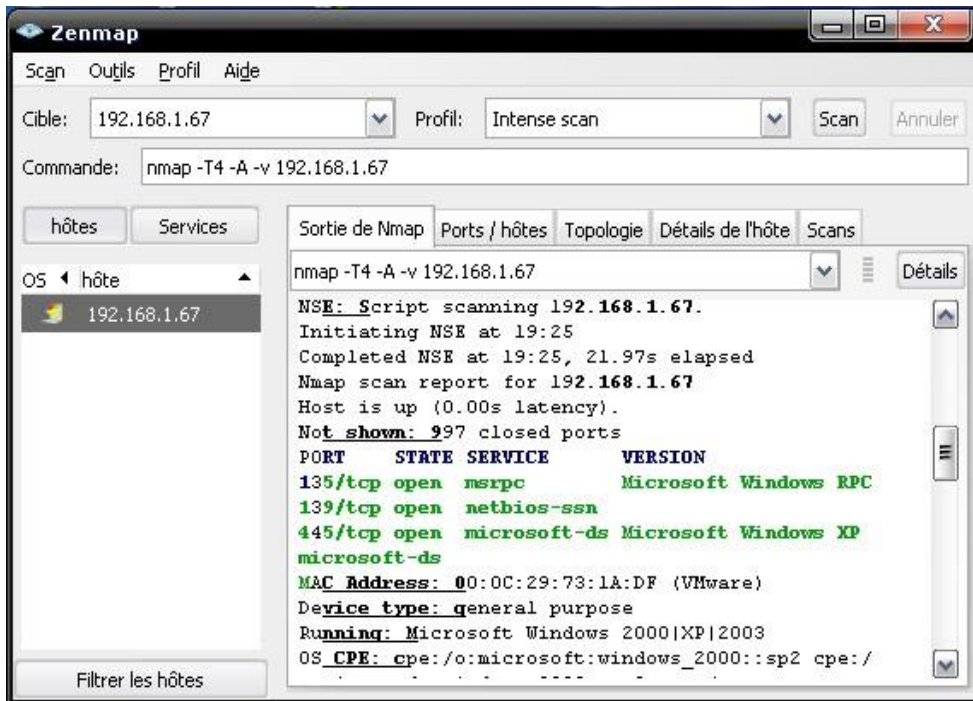 Zenmap
Scan Outils Profil Aide
Cible: 192.168.1.67 Profil: Intense scan Scan Annuler
Commande: nmap -T4 -A -v 192.168.1.67
hôtes Services
OS hôte
192.168.1.67
Filtrer les hôtes
Sortie de Nmap Ports / hôtes Topologie Détails de l'hôte Scans
nmap -T4 -A -v 192.168.1.67 Détails
NSE: Script scanning 192.168.1.67.
Initiating NSE at 19:25
Completed NSE at 19:25, 21.97s elapsed
Nmap scan report for 192.168.1.67
Host is up (0.00s latency).
Not shown: 997 closed ports
PORT STATE SERVICE VERSION
135/tcp open msrpc Microsoft Windows RPC
139/tcp open netbios-ssn
445/tcp open microsoft-ds Microsoft Windows XP
microsoft-ds
MAC Address: 00:0C:29:73:1A:DF (VMware)
Device type: general purpose
Running: Microsoft Windows 2000|XP|2003
OS CPE: cpe:/o:microsoft:windows_2000::sp2 cpe:/